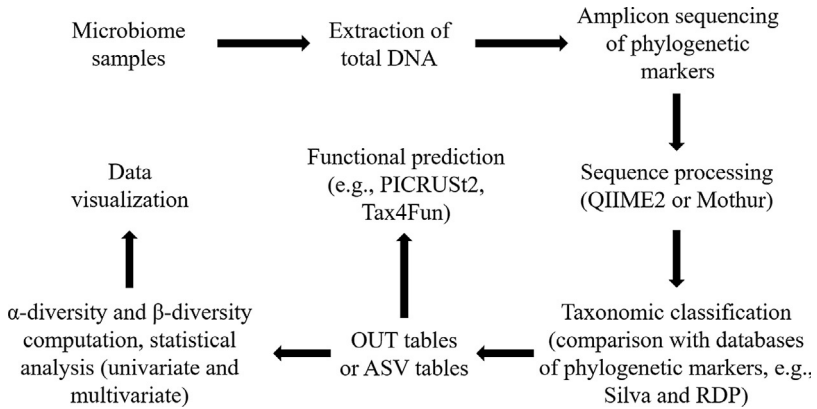 Microbiome
samples
Extraction of
total DNA
Amplicon sequencing
of phylogenetic
markers
Sequence processing
(QIIME2 or Mothur)
Taxonomic classification
(comparison with databases
of phylogenetic markers, e.g.,
Silva and RDP)
OUT tables
or ASV tables
Functional prediction
(e.g., PICRUSt2,
Tax4Fun)
α-diversity and β-diversity
computation, statistical
analysis (univariate and
multivariate)
Data
visualization